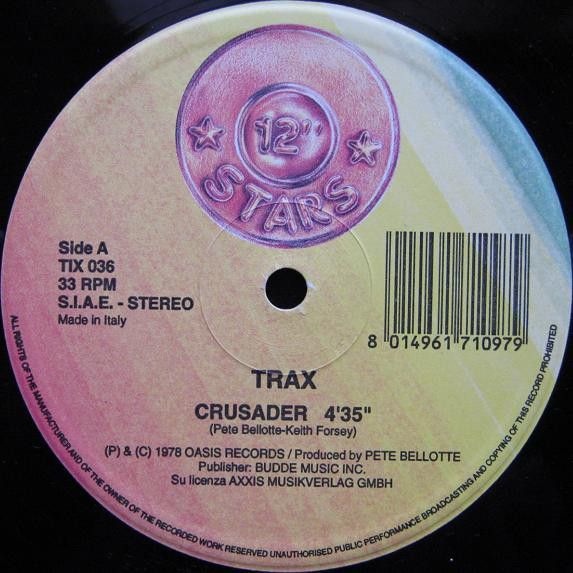 12"
STARS
Side A
TIX 036
33 RPM
S.I.A.E. - STEREO
Made in Italy
8 014961 710979
TRAX
CRUSADER 4'35"
(Pete Bellotte-Keith Forsey)
(P) & (C) 1978 OASIS RECORDS / Produced by PETE BELLOTTE
Publisher: BUDDE MUSIC INC.
Su licenza AXXIS MUSIKVERLAG GMBH
ALL RIGHTS OF THE MANUFACTURER AND OF THE OWNER OF THE RECORDED WORK RESERVED UNAUTHORISED PUBLIC PERFORMANCE BROADCASTING AND COPYING OF THIS RECORD PROHIBITED